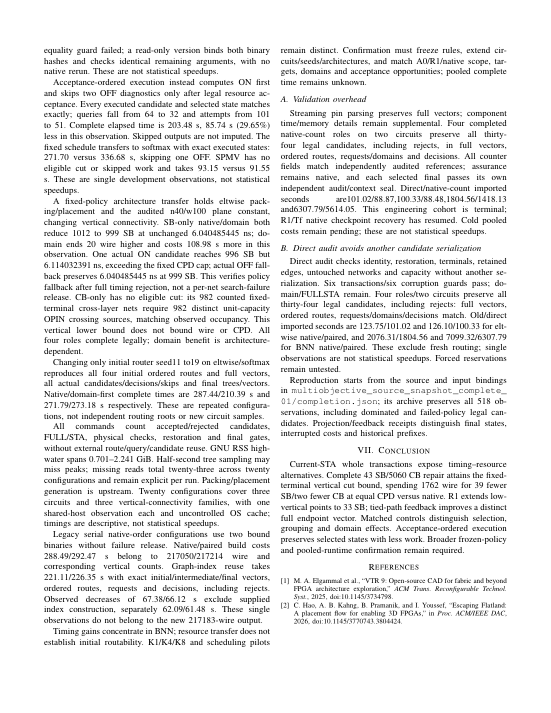 equality guard failed; a read-only version binds both binary
hashes and checks identical remaining arguments, with no
native rerun. These are not statistical speedups.
Acceptance-ordered execution instead computes ON first
and skips two OFF diagnostics only after legal resource ac-
ceptance. Every executed candidate and selected state matches
exactly; queries fall from 64 to 32 and attempts from 101
to 51. Complete elapsed time is 203.48 s, 85.74 s (29.65%)
less in this observation. Skipped outputs are not imputed. The
fixed schedule transfers to softmax with exact executed states:
271.70 versus 336.68 s, skipping one OFF. SPMV has no
eligible cut or skipped work and takes 93.15 versus 91.55
s. These are single development observations, not statistical
speedups.
A fixed-policy architecture transfer holds eltwise pack-
ing/placement and the audited n40/w100 plane constant,
changing vertical connectivity. CB-only native/domain both
reduce 1012 to 999 SB at unchanged 6.040485445 ns; do-
main ends 20 wire higher and costs 108.98 s more in this
observation. One actual ON candidate reaches 996 SB but
6.114032391 ns, exceeding the fixed CPD cap; actual OFF fall-
back preserves 6.040485445 ns at 999 SB. This verifies policy
fallback after full timing rejection, not a per-net search-failure
release. CB-only has no eligible cut: its 982 counted fixed-
terminal cross-layer nets require 982 distinct unit-capacity
OPIN crossing sources, matching observed occupancy. This
vertical lower bound does not bound wire or CPD. All
four roles complete legally; domain benefit is architecture-
dependent.
Changing only initial router seed11 to19 on eltwise/softmax
reproduces all four initial ordered routes and full vectors,
all actual candidates/decisions/skips and final trees/vectors.
Native/domain-first complete times are 287.44/210.39 s and
271.79/273.18 s respectively. These are repeated configura-
tions, not independent routing roots or new circuit samples.
All commands count accepted/rejected candidates,
FULL/STA, physical checks, restoration and final gates,
without external route/query/candidate reuse. GNU RSS high-
water spans 0.701–2.241 GiB. Half-second tree sampling may
miss peaks; missing reads total twenty-three across twenty
configurations and remain explicit per run. Packing/placement
generation is upstream. Twenty configurations cover three
circuits and three vertical-connectivity families, with one
shared-host observation each and uncontrolled OS cache;
timings are descriptive, not statistical speedups.
Legacy serial native-order configurations use two bound
binaries without failure release. Native/paired build costs
288.49/292.47 s belong to 217050/217214 wire and
corresponding vertical counts. Graph-index reuse takes
221.11/226.35 s with exact initial/intermediate/final vectors,
ordered routes, requests and decisions, including rejects.
Observed decreases of 67.38/66.12 s exclude supplied
index construction, separately 62.09/61.48 s. These single
observations do not belong to the new 217183-wire output.
Timing gains concentrate in BNN; resource transfer does not
establish initial routability. K1/K4/K8 and scheduling pilots
remain distinct. Confirmation must freeze rules, extend cir-
cuits/seeds/architectures, and match A0/R1/native scope, tar-
gets, domains and acceptance opportunities; pooled complete
time remains unknown.
A. Validation overhead
Streaming pin parsing preserves full vectors; component
time/memory details remain supplemental. Four completed
native-count roles on two circuits preserve all thirty-
four legal candidates, including rejects, in full vectors,
ordered routes, requests/domains and decisions. All counter
fields match independently audited references; assurance
remains native, and each selected final passes its own
independent audit/context seal. Direct/native-count imported
seconds are101.02/88.87,100.33/88.48,1804.56/1418.13
and6307.79/5614.05. This engineering cohort is terminal;
R1/Tf native checkpoint recovery has resumed. Cold pooled
costs remain pending; these are not statistical speedups.
B. Direct audit avoids another candidate serialization
Direct audit checks identity, restoration, terminals, retained
edges, untouched networks and capacity without another se-
rialization. Six transactions/six corruption guards pass; do-
main/FULLSTA remain. Four roles/two circuits preserve all
thirty-four legal candidates, including rejects: full vectors,
ordered routes, requests/domains/decisions match. Old/direct
imported seconds are 123.75/101.02 and 126.10/100.33 for elt-
wise native/paired, and 2076.31/1804.56 and 7099.32/6307.79
for BNN native/paired. These exclude fresh routing; single
observations are not statistical speedups. Forced reservations
remain untested.
Reproduction starts from the source and input bindings
in multiobjective_source_snapshot_complete_
01/completion.json; its archive preserves all 518 ob-
servations, including dominated and failed-policy legal can-
didates. Projection/feedback receipts distinguish final states,
interrupted costs and historical prefixes.
VII. CONCLUSION
Current-STA whole transactions expose timing–resource
alternatives. Complete 43 SB/5060 CB repair attains the fixed-
terminal vertical cut bound, spending 1762 wire for 39 fewer
SB/two fewer CB at equal CPD versus native. R1 extends low-
vertical points to 33 SB; tied-path feedback improves a distinct
full endpoint vector. Matched controls distinguish selection,
grouping and domain effects. Acceptance-ordered execution
preserves selected states with less work. Broader frozen-policy
and pooled-runtime confirmation remain required.
REFERENCES
[1] M. A. Elgammal et al., “VTR 9: Open-source CAD for fabric and beyond
FPGA architecture exploration,” ACM Trans. Reconfigurable Technol.
Syst., 2025, doi:10.1145/3734798.
[2] C. Hao, A. B. Kahng, B. Pramanik, and I. Youssef, “Escaping Flatland:
A placement flow for enabling 3D FPGAs,” in Proc. ACM/IEEE DAC,
2026, doi:10.1145/3770743.3804424.